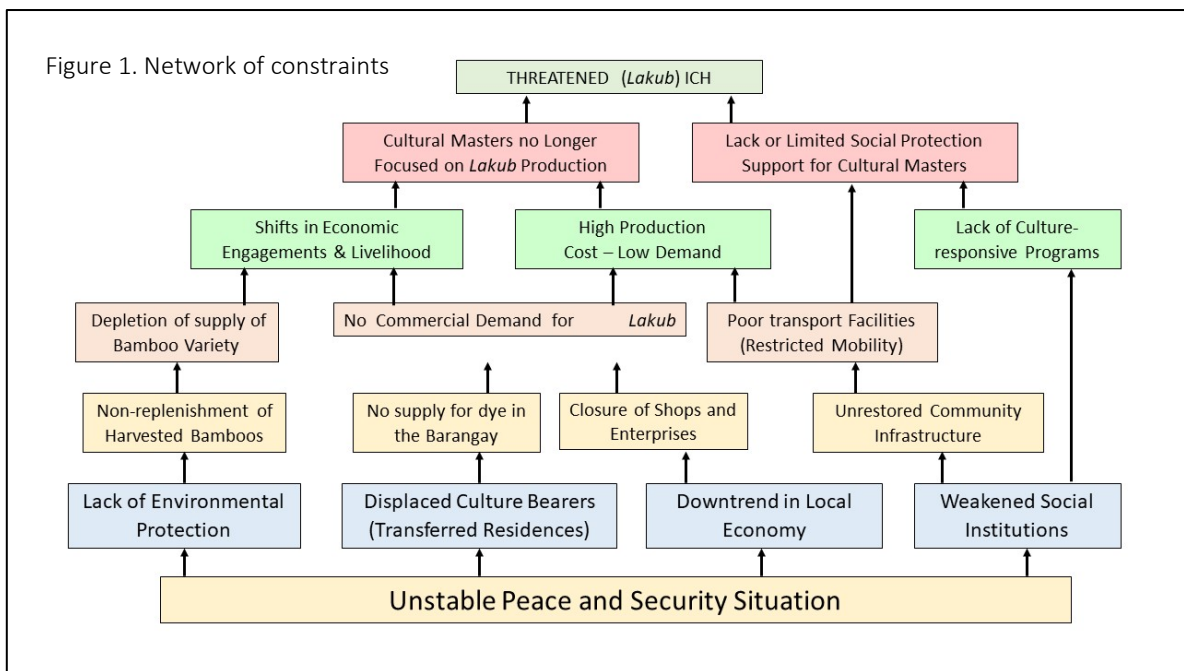 Figure 1. Network of constraints
THREATENED (Lakub) ICH
Cultural Masters no Longer
Focused on Lakub Production
Lack or Limited Social Protection
Support for Cultural Masters
Shifts in Economic
Engagements & Livelihood
High Production
Cost – Low Demand
Lack of Culture-
responsive Programs
Depletion of supply of
Bamboo Variety
No Commercial Demand for Lakub
Poor transport Facilities
(Restricted Mobility)
Non-replenishment of
Harvested Bamboos
No supply for dye in
the Barangay
Closure of Shops and
Enterprises
Unrestored Community
Infrastructure
Lack of Environmental
Protection
Displaced Culture Bearers
(Transferred Residences)
Downtrend in Local
Economy
Weakened Social
Institutions
Unstable Peace and Security Situation